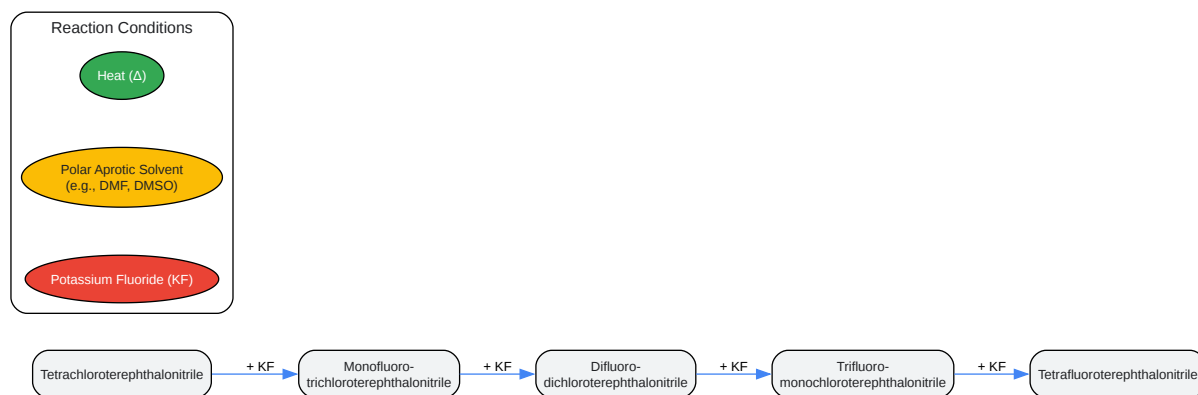 Reaction Conditions
Heat (Δ)
Polar Aprotic Solvent
(e.g., DMF, DMSO)
Potassium Fluoride (KF)
Tetrachloroterephthalonitrile
+ KF
Monofluoro-
trichloroterephthalonitrile
+ KF
Difluoro-
dichloroterephthalonitrile
+ KF
Trifluoro-
monochloroterephthalonitrile
+ KF
Tetrafluoroterephthalonitrile